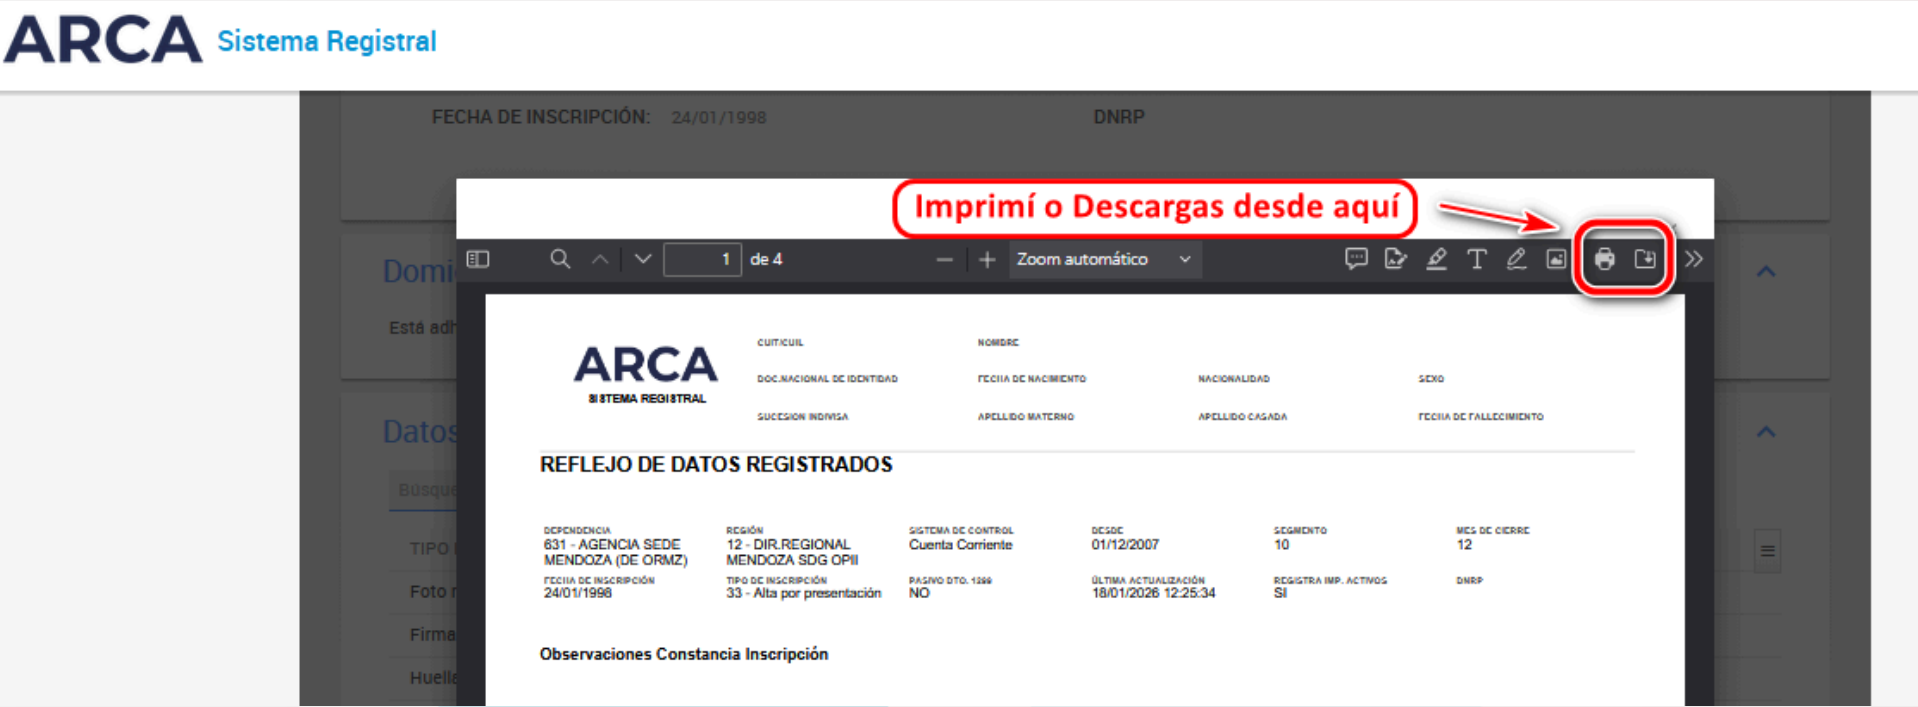 ARCA Sistema Registral
FECHA DE INSCRIPCIÓN: 24/01/1998 DNRP
Imprimí o Descargas desde aquí
1 de 4 Zoom automático
Domi
Está adh
Datos
Búsque
TIPO
Foto
Firma
Huella
ARCA
SISTEMA REGISTRAL
CUIT/CUIL NOMBRE
DOC.NACIONAL DE IDENTIDAD FECHA DE NACIMIENTO NACIONALIDAD SEXO
SUCESION INDIVISA APELLIDO MATERNO APELLIDO CASADA FECHA DE FALLECIMIENTO
REFLEJO DE DATOS REGISTRADOS
DEPENDENCIA REGIÓN SISTEMA DE CONTROL DESDE SEGMENTO MES DE CIERRE
631 - AGENCIA SEDE 12 - DIR.REGIONAL Cuenta Corriente 01/12/2007 10 12
MENDOZA (DE ORMZ) MENDOZA SDG OPII
FECHA DE INSCRIPCIÓN TIPO DE INSCRIPCIÓN PASIVO DTO. 1299 ÚLTIMA ACTUALIZACIÓN REGISTRA IMP. ACTIVOS DNRP
24/01/1998 33 - Alta por presentación NO 18/01/2026 12:25:34 SI
Observaciones Constancia Inscripción